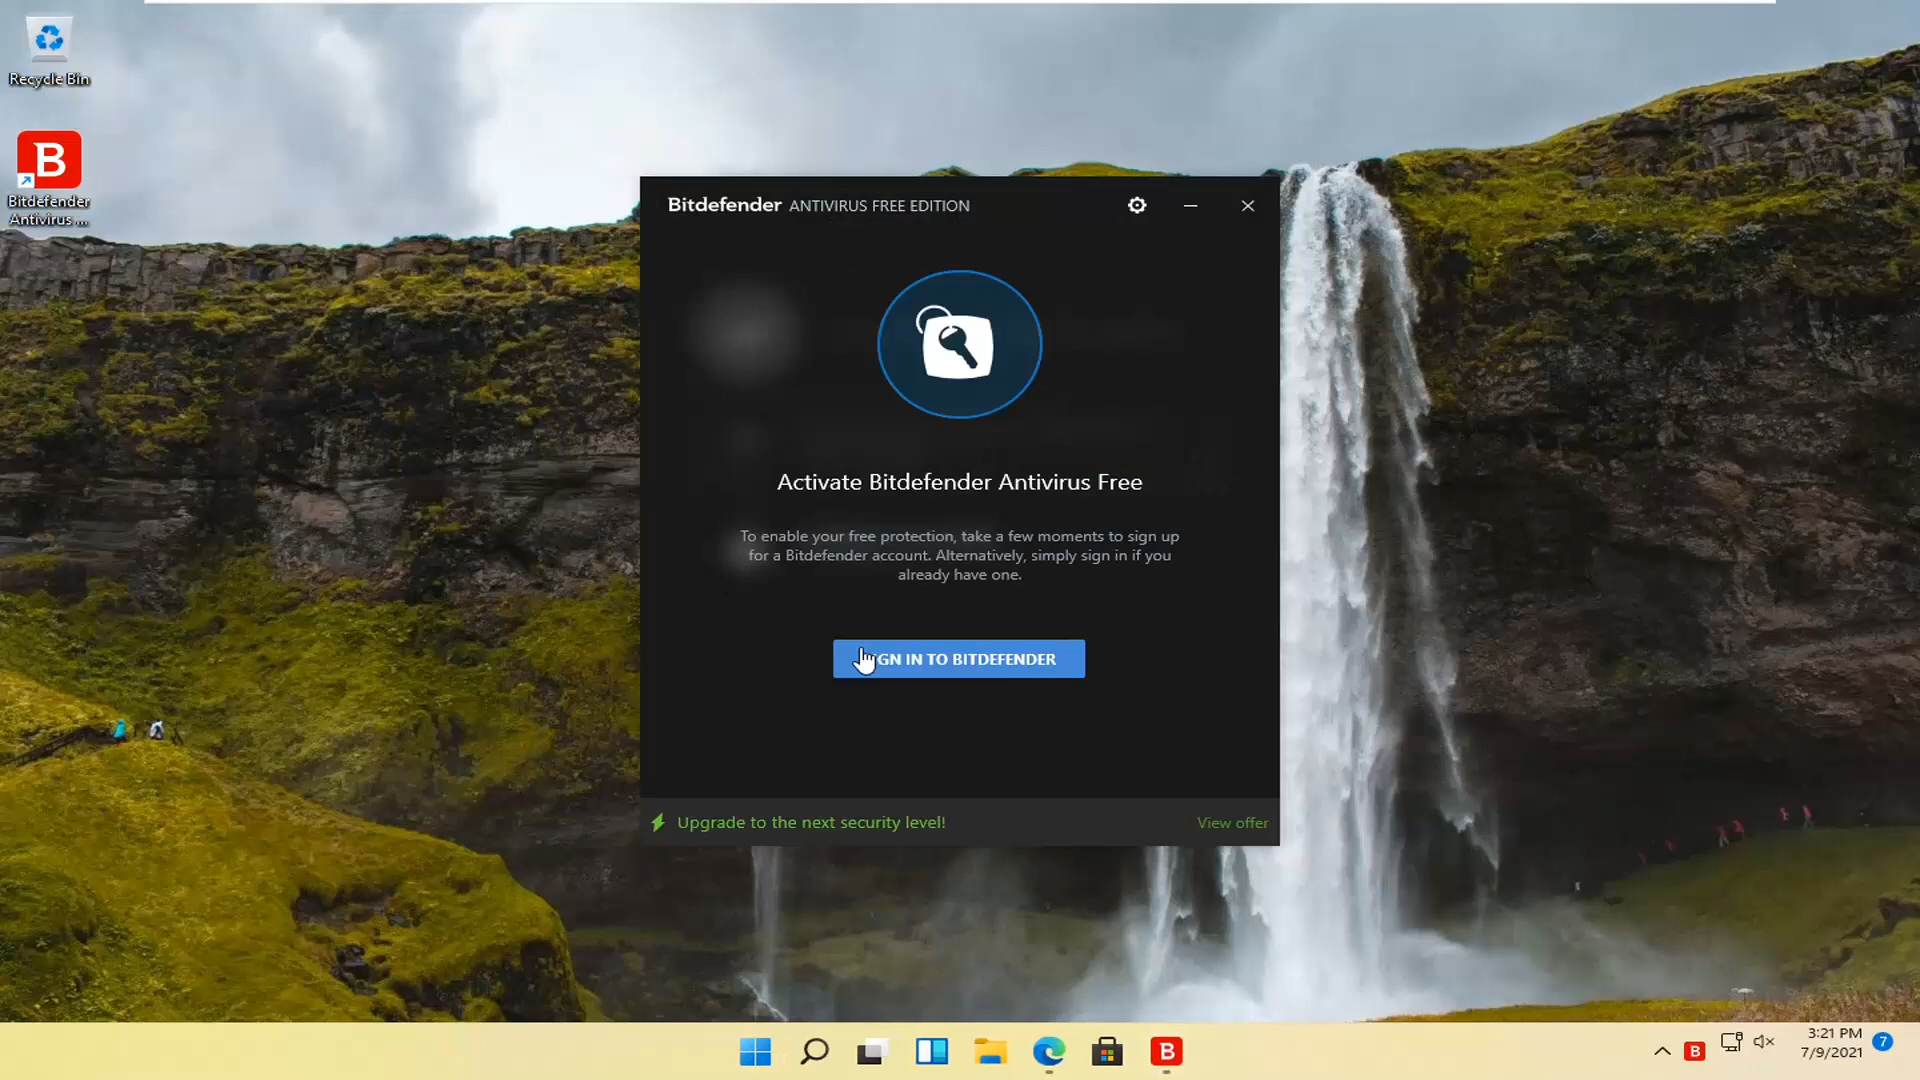 Recycle Bin
B
Bitdefender
Antivirus ...
Bitdefender ANTIVIRUS FREE EDITION
Activate Bitdefender Antivirus Free
To enable your free protection, take a few moments to sign up
for a Bitdefender account. Alternatively, simply sign in if you
already have one.
IGN IN TO BITDEFENDER
Upgrade to the next security level!
View offer
B
B
3:21 PM
7/9/2021
7